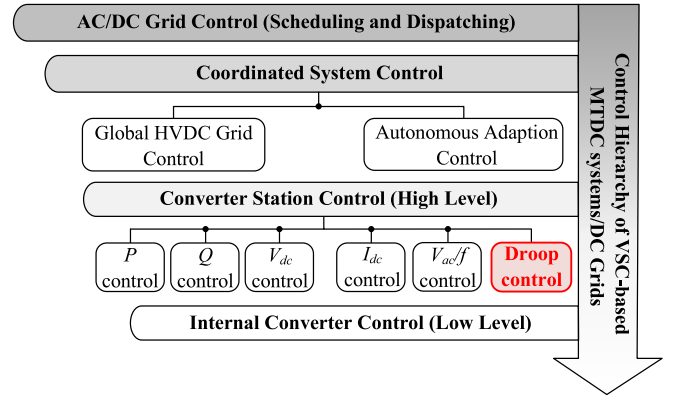 AC/DC Grid Control (Scheduling and Dispatching)
Coordinated System Control
Global HVDC Grid
Control
Autonomous Adaption
Control
Converter Station Control (High Level)
P
control
Q
control
Vdc
control
Idc
control
Vac/f
control
Droop
control
Internal Converter Control (Low Level)
Control Hierarchy of VSC-based
MTDC systems/DC Grids